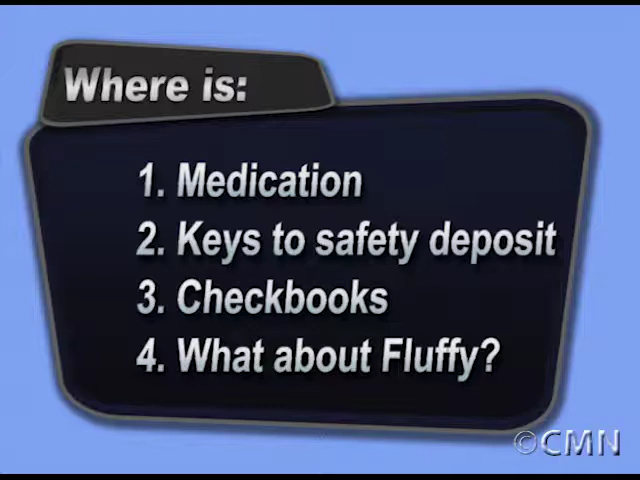 Where is:
1. Medication
2. Keys to safety deposit
3. Checkbooks
4. What about Fluffy?
©CMN